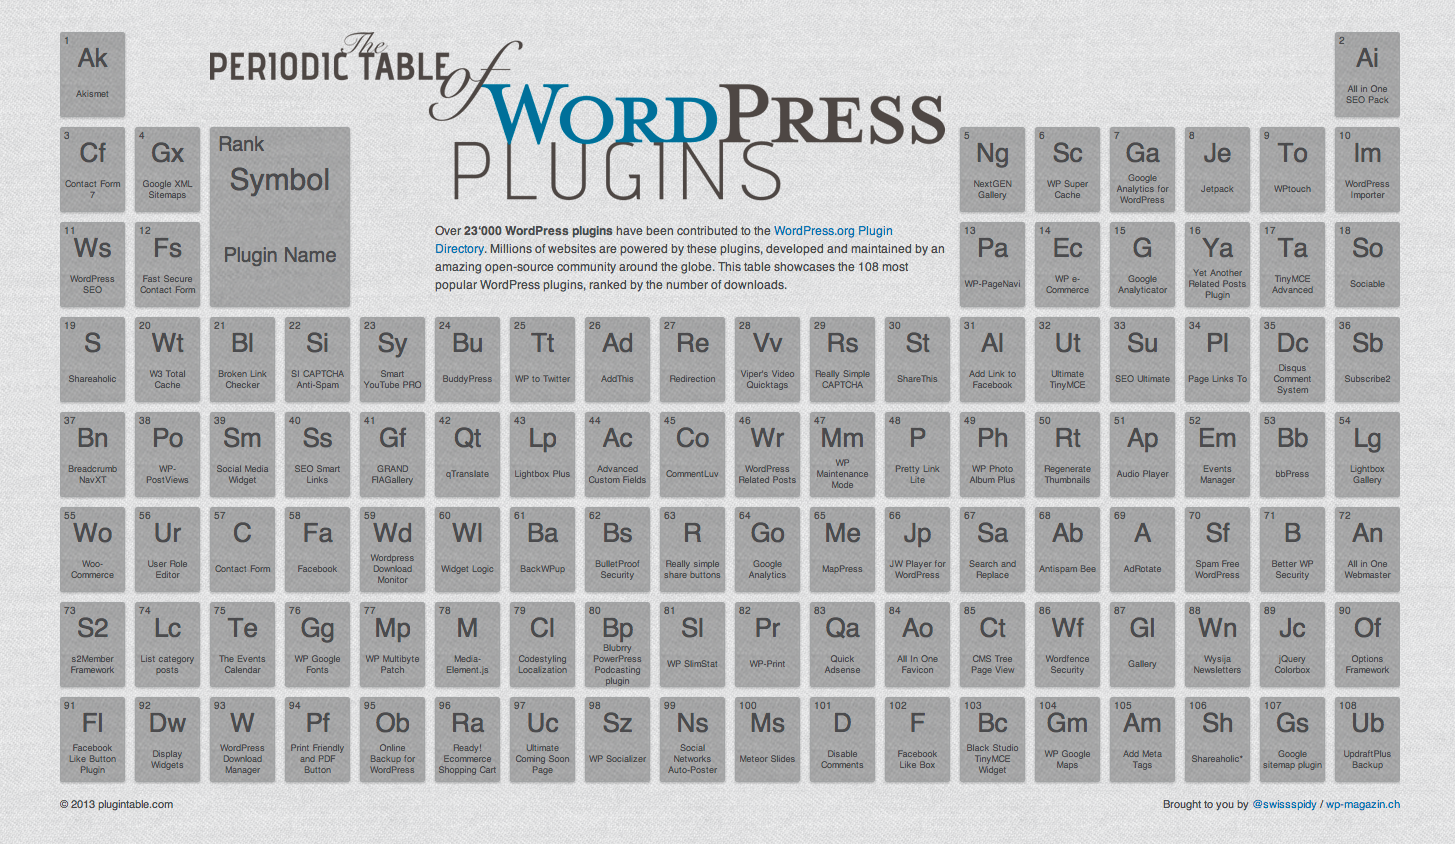 The
PERIODIC TABLE
of
WORDPRESS
PLUGINS
Over 23'000 WordPress plugins have been contributed to the WordPress.org Plugin
Directory. Millions of websites are powered by these plugins, developed and maintained by an
amazing open-source community around the globe. This table showcases the 108 most
popular WordPress plugins, ranked by the number of downloads.
1
Ak
Akismet
2
Ai
All in One
SEO Pack
3
Cf
Contact Form
7
4
Gx
Google XML
Sitemaps
Rank
Symbol
Plugin Name
5
Ng
NextGEN
Gallery
6
Sc
WP Super
Cache
7
Ga
Google
Analytics for
WordPress
8
Je
Jetpack
9
To
WPtouch
10
Im
WordPress
Importer
11
Ws
WordPress
SEO
12
Fs
Fast Secure
Contact Form
13
Pa
WP-PageNavi
14
Ec
WP e-
Commerce
15
G
Google
Analyticator
16
Ya
Yet Another
Related Posts
Plugin
17
Ta
TinyMCE
Advanced
18
So
Sociable
19
S
Shareaholic
20
Wt
W3 Total
Cache
21
Bl
Broken Link
Checker
22
Si
SI CAPTCHA
Anti-Spam
23
Sy
Smart
YouTube PRO
24
Bu
BuddyPress
25
Tt
WP to Twitter
26
Ad
AddThis
27
Re
Redirection
28
Vv
Viper's Video
Quicktags
29
Rs
Really Simple
CAPTCHA
30
St
ShareThis
31
Al
Add Link to
Facebook
32
Ut
Ultimate
TinyMCE
33
Su
SEO Ultimate
34
Pl
Page Links To
35
Dc
Disqus
Comment
System
36
Sb
Subscribe2
37
Bn
Breadcrumb
NavXT
38
Po
WP-
PostViews
39
Sm
Social Media
Widget
40
Ss
SEO Smart
Links
41
Gf
GRAND
FlAGallery
42
Qt
qTranslate
43
Lp
Lightbox Plus
44
Ac
Advanced
Custom Fields
45
Co
CommentLuv
46
Wr
WordPress
Related Posts
47
Mm
WP
Maintenance
Mode
48
P
Pretty Link
Lite
49
Ph
WP Photo
Album Plus
50
Rt
Regenerate
Thumbnails
51
Ap
Audio Player
52
Em
Events
Manager
53
Bb
bbPress
54
Lg
Lightbox
Gallery
55
Wo
Woo-
Commerce
56
Ur
User Role
Editor
57
C
Contact Form
58
Fa
Facebook
59
Wd
Wordpress
Download
Monitor
60
Wl
Widget Logic
61
Ba
BackWPup
62
Bs
BulletProof
Security
63
R
Really simple
share buttons
64
Go
Google
Analytics
65
Me
MapPress
66
Jp
JW Player for
WordPress
67
Sa
Search and
Replace
68
Ab
Antispam Bee
69
A
AdRotate
70
Sf
Spam Free
WordPress
71
B
Better WP
Security
72
An
All in One
Webmaster
73
S2
s2Member
Framework
74
Lc
List category
posts
75
Te
The Events
Calendar
76
Gg
WP Google
Fonts
77
Mp
WP Multibyte
Patch
78
M
Media-
Element.js
79
Cl
Codestyling
Localization
80
Bp
Blubrry
PowerPress
Podcasting
plugin
81
Sl
WP SlimStat
82
Pr
WP-Print
83
Qa
Quick
Adsense
84
Ao
All In One
Favicon
85
Ct
CMS Tree
Page View
86
Wf
Wordfence
Security
87
Gl
Gallery
88
Wn
Wysija
Newsletters
89
Jc
jQuery
Colorbox
90
Of
Options
Framework
91
Fl
Facebook
Like Button
Plugin
92
Dw
Display
Widgets
93
W
WordPress
Download
Manager
94
Pf
Print Friendly
and PDF
Button
95
Ob
Online
Backup for
WordPress
96
Ra
Ready!
Ecommerce
Shopping Cart
97
Uc
Ultimate
Coming Soon
Page
98
Sz
WP Socializer
99
Ns
Social
Networks
Auto-Poster
100
Ms
Meteor Slides
101
D
Disable
Comments
102
F
Facebook
Like Box
103
Bc
Black Studio
TinyMCE
Widget
104
Gm
WP Google
Maps
105
Am
Add Meta
Tags
106
Sh
Shareaholic*
107
Gs
Google
sitemap plugin
108
Ub
UpdraftPlus
Backup
© 2013 plugintable.com
Brought to you by @swissspidy / wp-magazin.ch